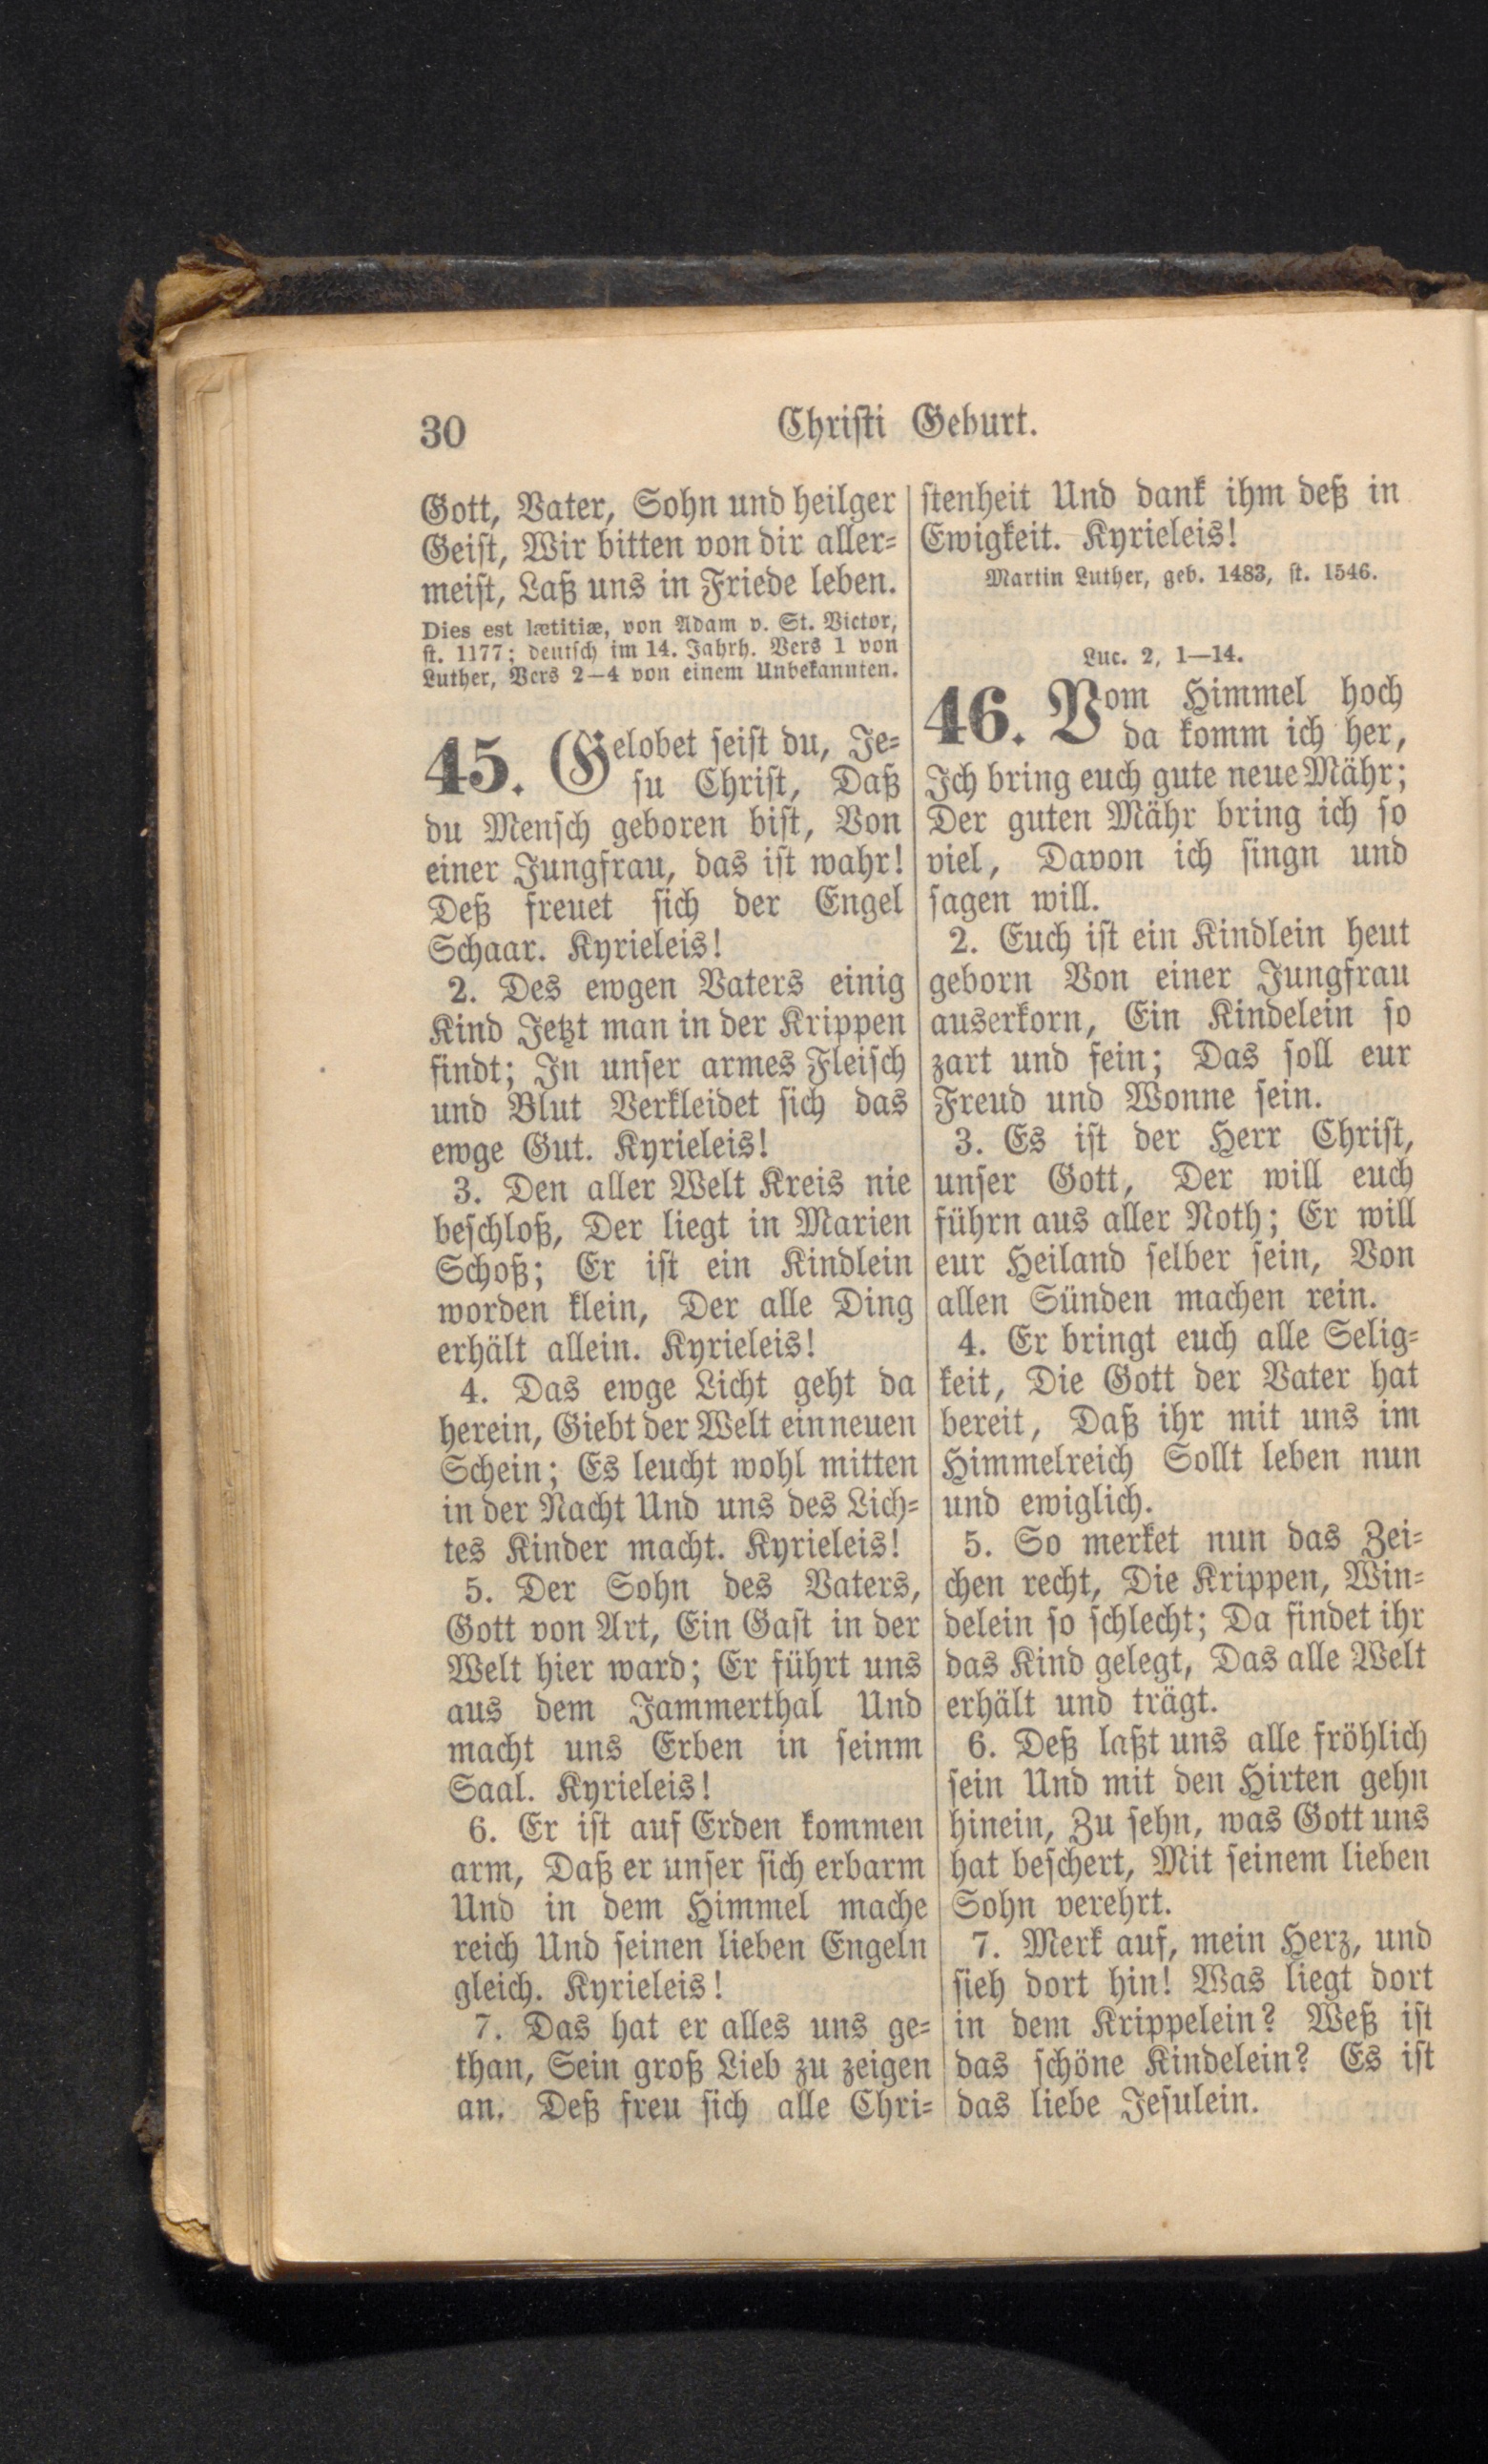 30
Christi Geburt.
Gott, Vater, Sohn und heilger
Geist, Wir bitten von dir aller-
meist, Laß uns in Friede leben.
Dies est lætitiæ, von Adam v. St. Victor,
st. 1177; deutsch im 14. Jahrh. Vers 1 von
Luther, Vers 2–4 von einem Unbekannten.
45. Gelobet seist du, Je-
su Christ, Daß
du Mensch geboren bist, Von
einer Jungfrau, das ist wahr!
Deß freuet sich der Engel
Schaar. Kyrieleis!
2. Des ewgen Vaters einig
Kind Jetzt man in der Krippen
findt; In unser armes Fleisch
und Blut Verkleidet sich das
ewge Gut. Kyrieleis!
3. Den aller Welt Kreis nie
beschloß, Der liegt in Marien
Schoß; Er ist ein Kindlein
worden klein, Der alle Ding
erhält allein. Kyrieleis!
4. Das ewge Licht geht da
herein, Giebt der Welt ein neuen
Schein; Es leucht wohl mitten
in der Nacht Und uns des Lich-
tes Kinder macht. Kyrieleis!
5. Der Sohn des Vaters,
Gott von Art, Ein Gast in der
Welt hier ward; Er führt uns
aus dem Jammerthal Und
macht uns Erben in seinm
Saal. Kyrieleis!
6. Er ist auf Erden kommen
arm, Daß er unser sich erbarm
Und in dem Himmel mache
reich Und seinen lieben Engeln
gleich. Kyrieleis!
7. Das hat er alles uns ge-
than, Sein groß Lieb zu zeigen
an. Deß freu sich alle Chri-
stenheit Und dank ihm deß in
Ewigkeit. Kyrieleis!
Martin Luther, geb. 1483, st. 1546.
Luc. 2, 1—14.
46. Vom Himmel hoch
da komm ich her,
Ich bring euch gute neue Mähr;
Der guten Mähr bring ich so
viel, Davon ich singn und
sagen will.
2. Euch ist ein Kindlein heut
geborn Von einer Jungfrau
auserkorn, Ein Kindelein so
zart und fein; Das soll eur
Freud und Wonne sein.
3. Es ist der Herr Christ,
unser Gott, Der will euch
führn aus aller Noth; Er will
eur Heiland selber sein, Von
allen Sünden machen rein.
4. Er bringt euch alle Selig-
keit, Die Gott der Vater hat
bereit, Daß ihr mit uns im
Himmelreich Sollt leben nun
und ewiglich.
5. So merket nun das Zei-
chen recht, Die Krippen, Win-
delein so schlecht; Da findet ihr
das Kind gelegt, Das alle Welt
erhält und trägt.
6. Deß laßt uns alle fröhlich
sein Und mit den Hirten gehn
hinein, Zu sehn, was Gott uns
hat beschert, Mit seinem lieben
Sohn verehrt.
7. Merk auf, mein Herz, und
sieh dort hin! Was liegt dort
in dem Krippelein? Weß ist
das schöne Kindelein? Es ist
das liebe Jesulein.